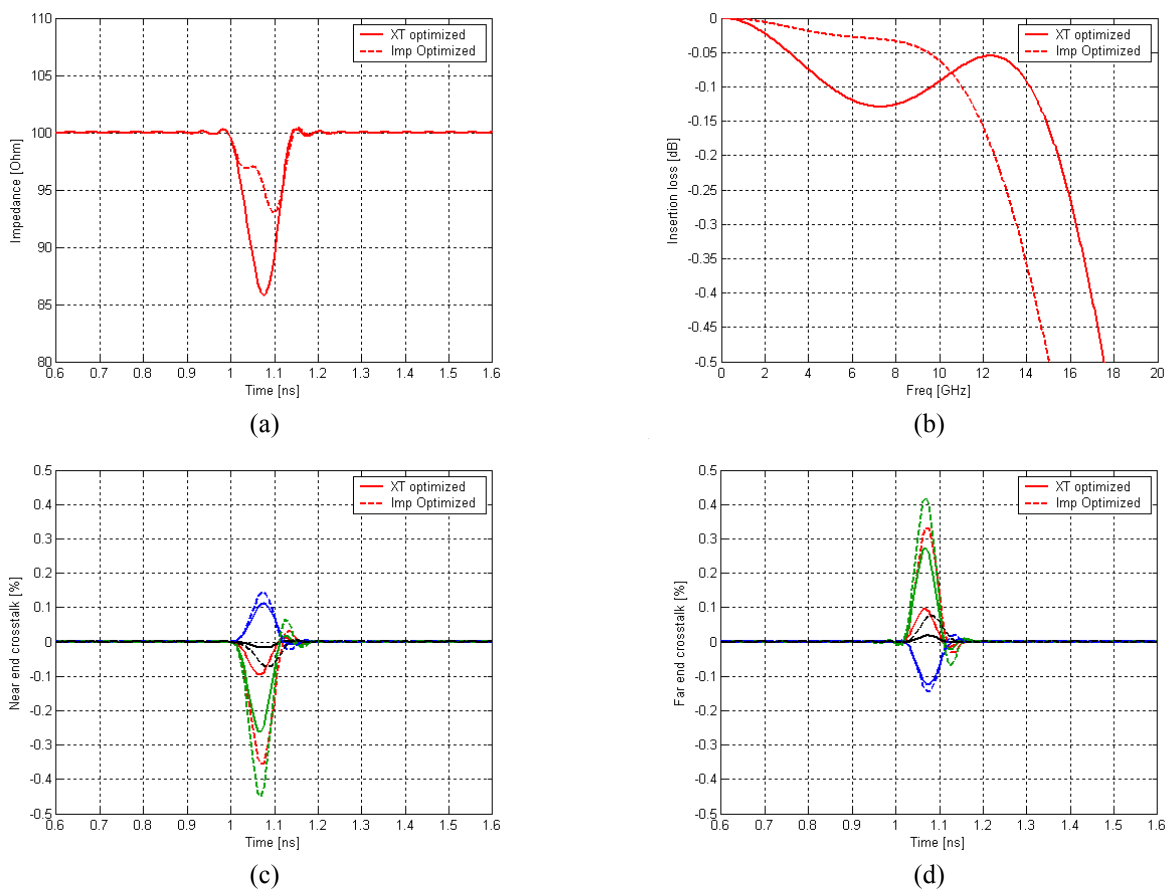 110
105
100
95
90
85
80
Impedance [Ohm]
XT optimized
Imp Optimized
0.6 0.7 0.8 0.9 1 1.1 1.2 1.3 1.4 1.5 1.6
Time [ns]
(a)
0
-0.05
-0.1
-0.15
-0.2
-0.25
-0.3
-0.35
-0.4
-0.45
-0.5
Insertion loss [dB]
XT optimized
Imp Optimized
0 2 4 6 8 10 12 14 16 18 20
Freq [GHz]
(b)
0.5
0.4
0.3
0.2
0.1
0
-0.1
-0.2
-0.3
-0.4
-0.5
Near end crosstalk [%]
XT optimized
Imp Optimized
0.6 0.7 0.8 0.9 1 1.1 1.2 1.3 1.4 1.5 1.6
Time [ns]
(c)
0.5
0.4
0.3
0.2
0.1
0
-0.1
-0.2
-0.3
-0.4
-0.5
Far end crosstalk [%]
XT optimized
Imp Optimized
0.6 0.7 0.8 0.9 1 1.1 1.2 1.3 1.4 1.5 1.6
Time [ns]
(d)